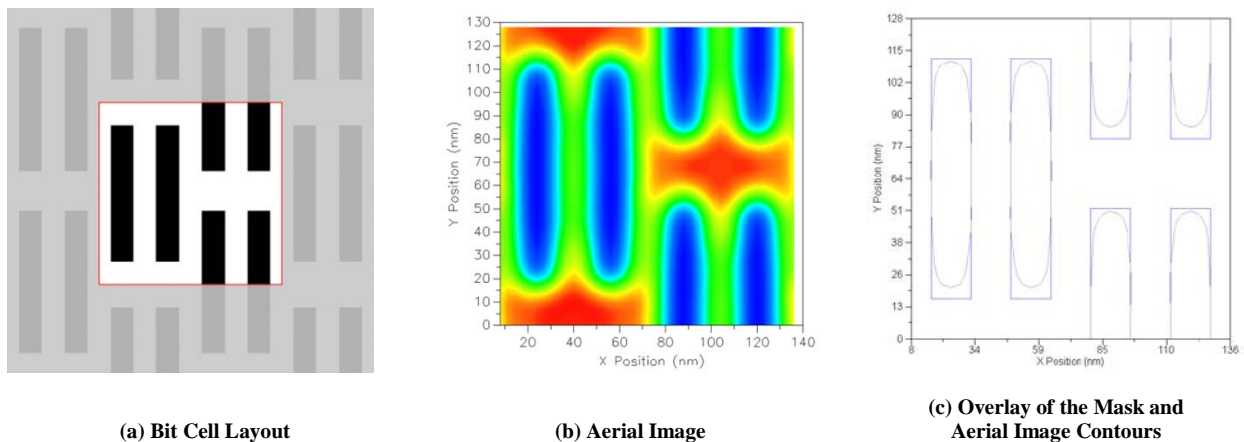 130
120
110
100
90
80
70
60
50
40
30
20
10
0
Y Position (nm)
20 40 60 80 100 120 140
X Position (nm)
128
115
102
90
77
64
51
38
26
13
0
Y Position (nm)
8 34 59 85 110 136
X Position (nm)
(a) Bit Cell Layout
(b) Aerial Image
(c) Overlay of the Mask and
Aerial Image Contours